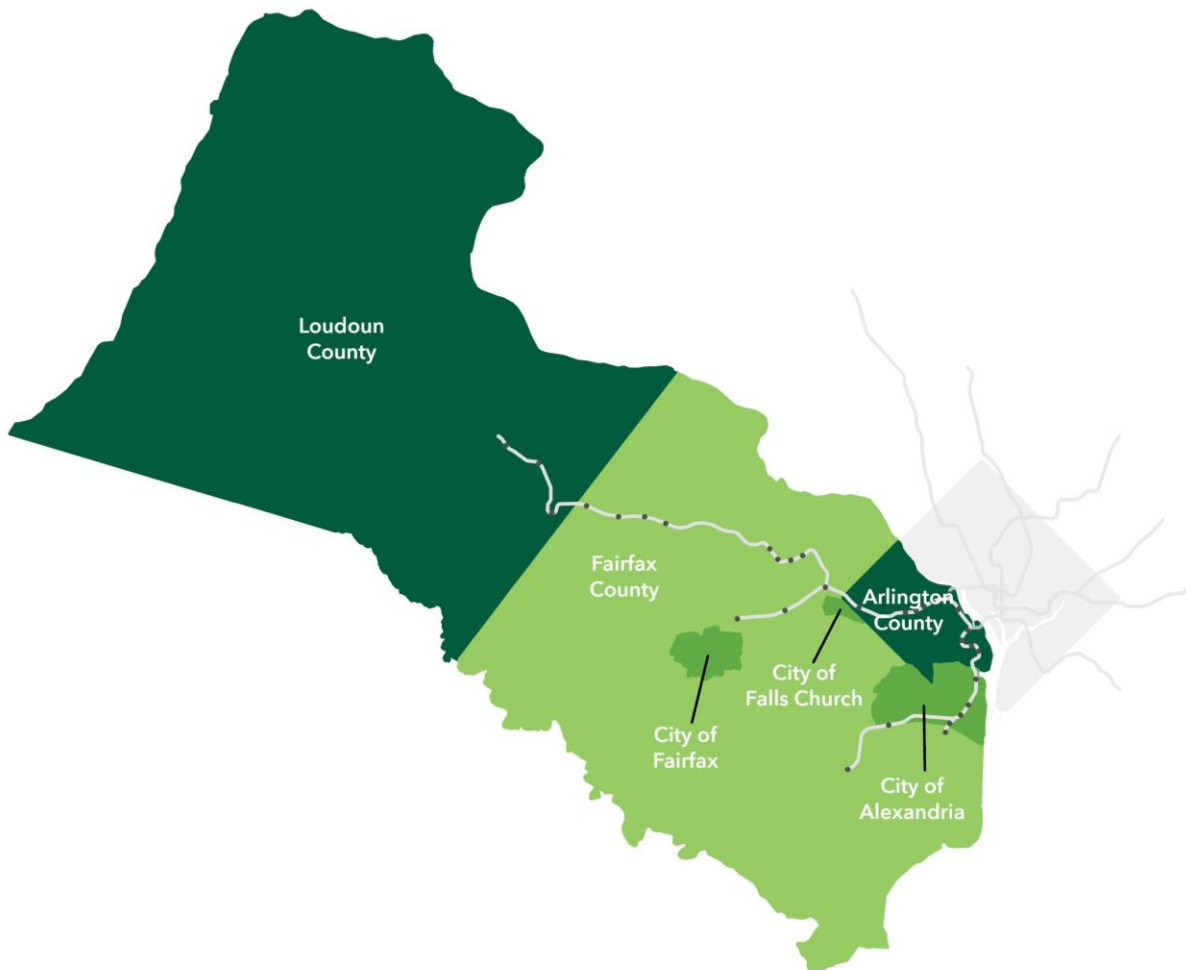 Loudoun
County
Fairfax
County
Arlington
County
City of
Falls Church
City of
Fairfax
City of
Alexandria